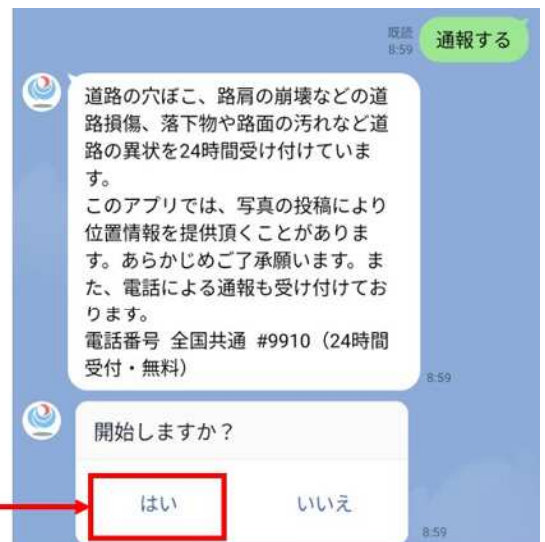 既読
8:59
通報する
道路の穴ぼこ、路肩の崩壊などの道
路損傷、落下物や路面の汚れなど道
路の異状を24時間受け付けていま
す。
このアプリでは、写真の投稿により
位置情報を提供頂くことがありま
す。あらかじめご了承願います。ま
た、電話による通報も受け付けてお
ります。
電話番号 全国共通 #9910（24時間
受付・無料）
8:59
開始しますか？
はい いいえ
8:59